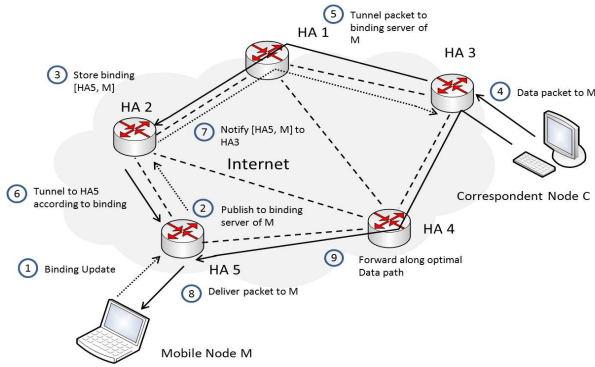 5 Tunnel packet to
binding server of
M
HA 1
HA 3
3 Store binding
[HA5, M]
4 Data packet to M
HA 2
7 Notify [HA5, M] to
HA3
Internet
Correspondent Node C
6 Tunnel to HA5
according to binding
2 Publish to binding
server of M
HA 4
1 Binding Update
HA 5
9 Forward along optimal
Data path
8 Deliver packet to M
Mobile Node M